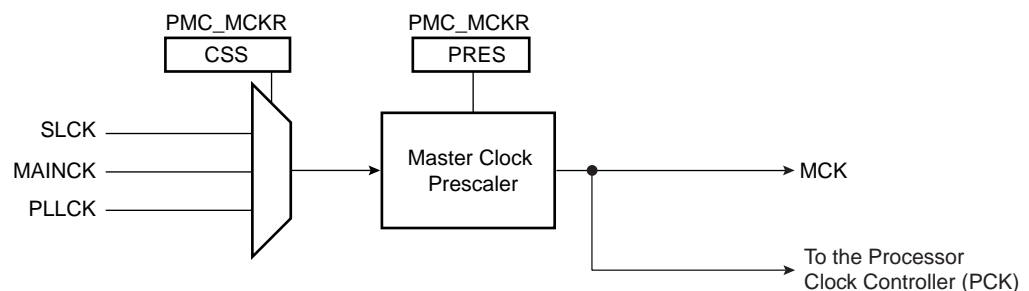 PMC_MCKR
PMC_MCKR
CSS
PRES
SLCK
MAINCK
PLLCK
Master Clock
Prescaler
MCK
To the Processor
Clock Controller (PCK)